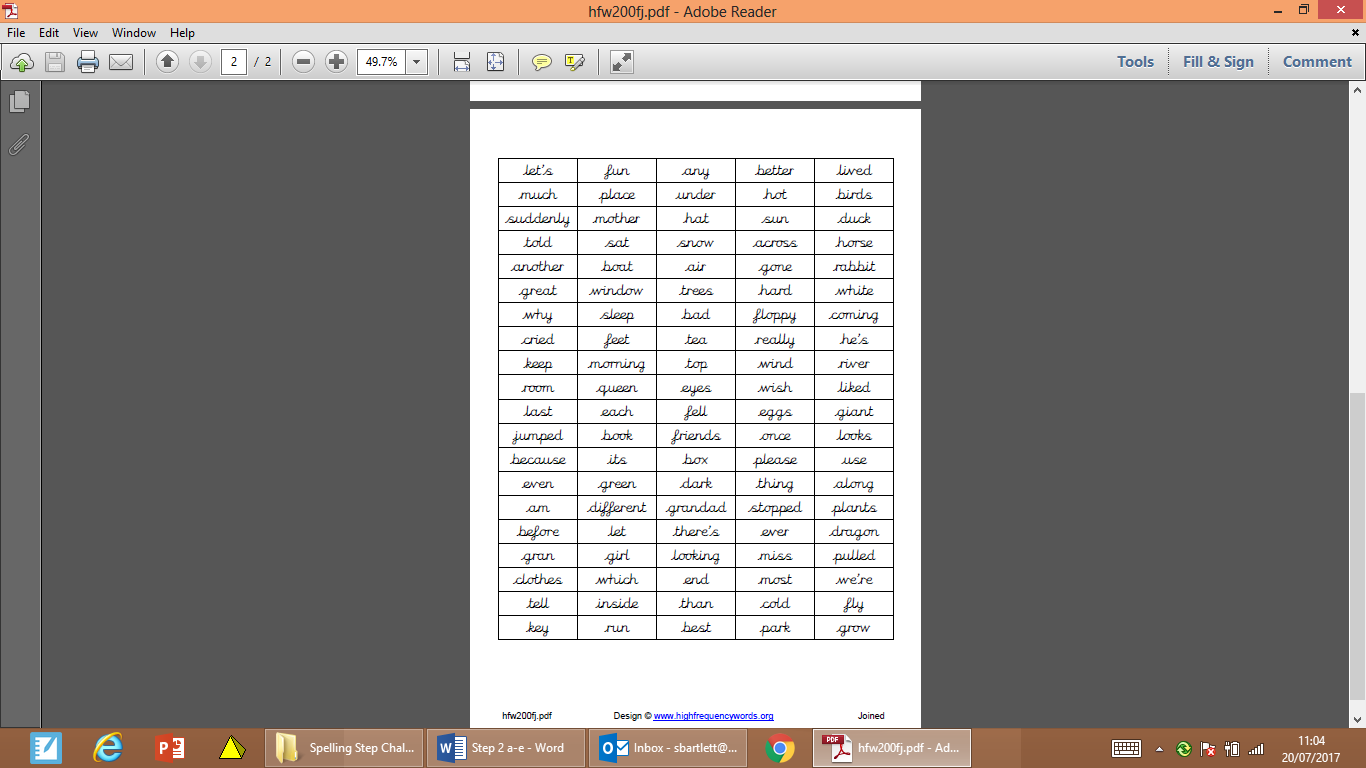 hfw200fj.pdf - Adobe Reader
File Edit View Window Help
2 / 2 49.7% Tools Fill & Sign Comment
let's fun any better lived
much place under hot birds
suddenly mother hat sun duck
told sat snow across horse
another boat air gone rabbit
great window trees hard white
why sleep bad floppy coming
cried feet tea really he's
keep morning top wind river
room queen eyes wish liked
last each fell eggs giant
jumped book friends once looks
because its box please use
even green dark thing along
am different grandad stopped plants
before let there's ever dragon
gran girl looking miss pulled
clothes which end most we're
tell inside than cold fly
key run best park grow
hfw200fj.pdf Design © www.highfrequencywords.org Joined
Spelling Step Chal... Step 2 a-e - Word Inbox - sbartlett@... hfw200fj.pdf - Ad... 11:04
20/07/2017